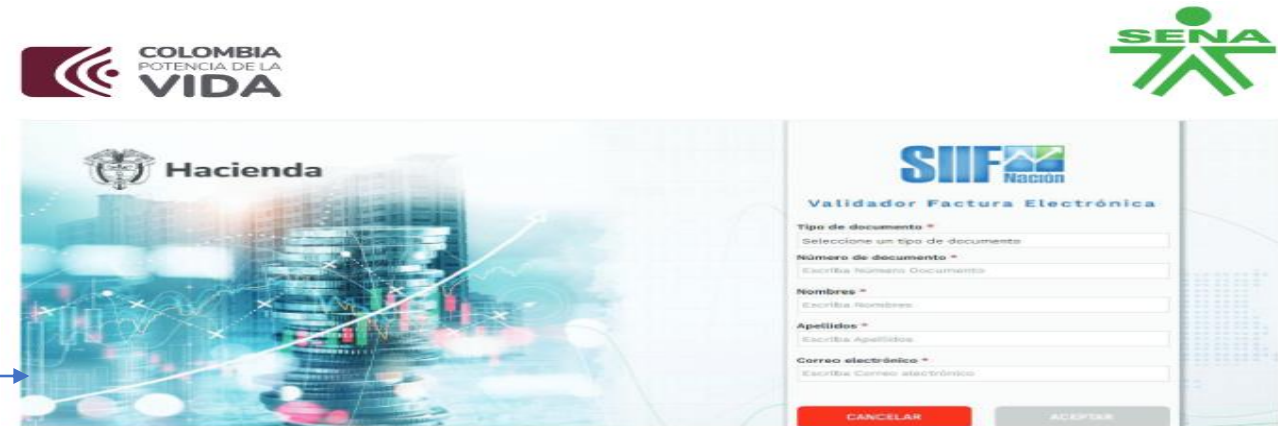 COLOMBIA
POTENCIA DE LA
VIDA
SENA
Hacienda
SIIF
Nación
Validador Factura Electrónica
Tipo de documento *
Seleccione un tipo de documento
Número de documento *
Escriba Número Documento
Nombres *
Escriba Nombres
Apellidos *
Escriba Apellidos
Correo electrónico *
Escriba Correo electrónico
CANCELAR
ACEPTAR